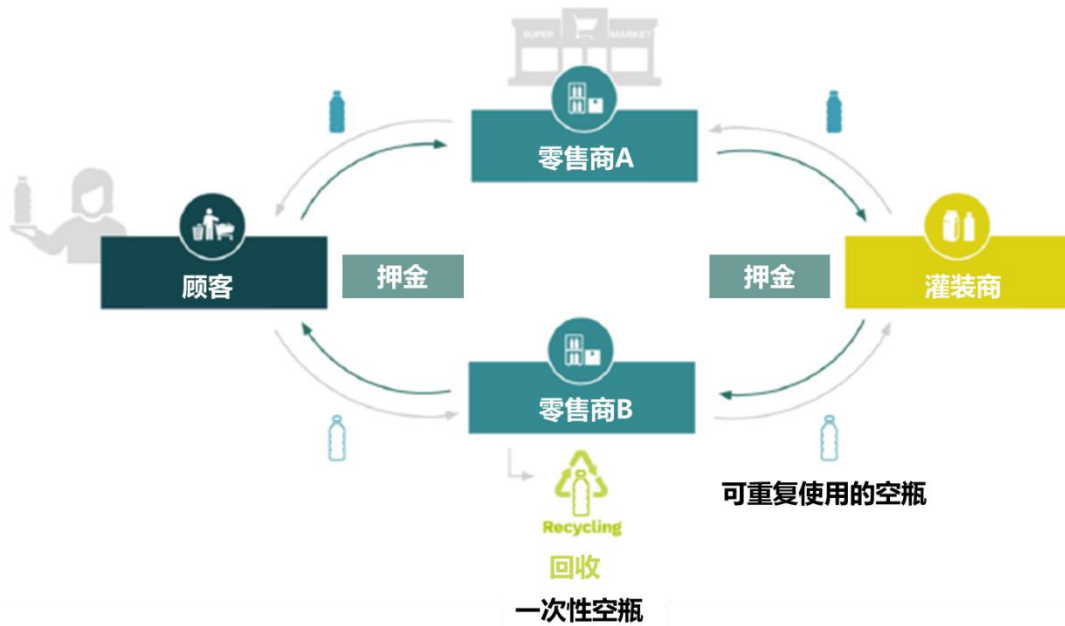 SUPER MARKET
零售商A
顾客
押金
押金
灌装商
零售商B
可重复使用的空瓶
Recycling
回收
一次性空瓶